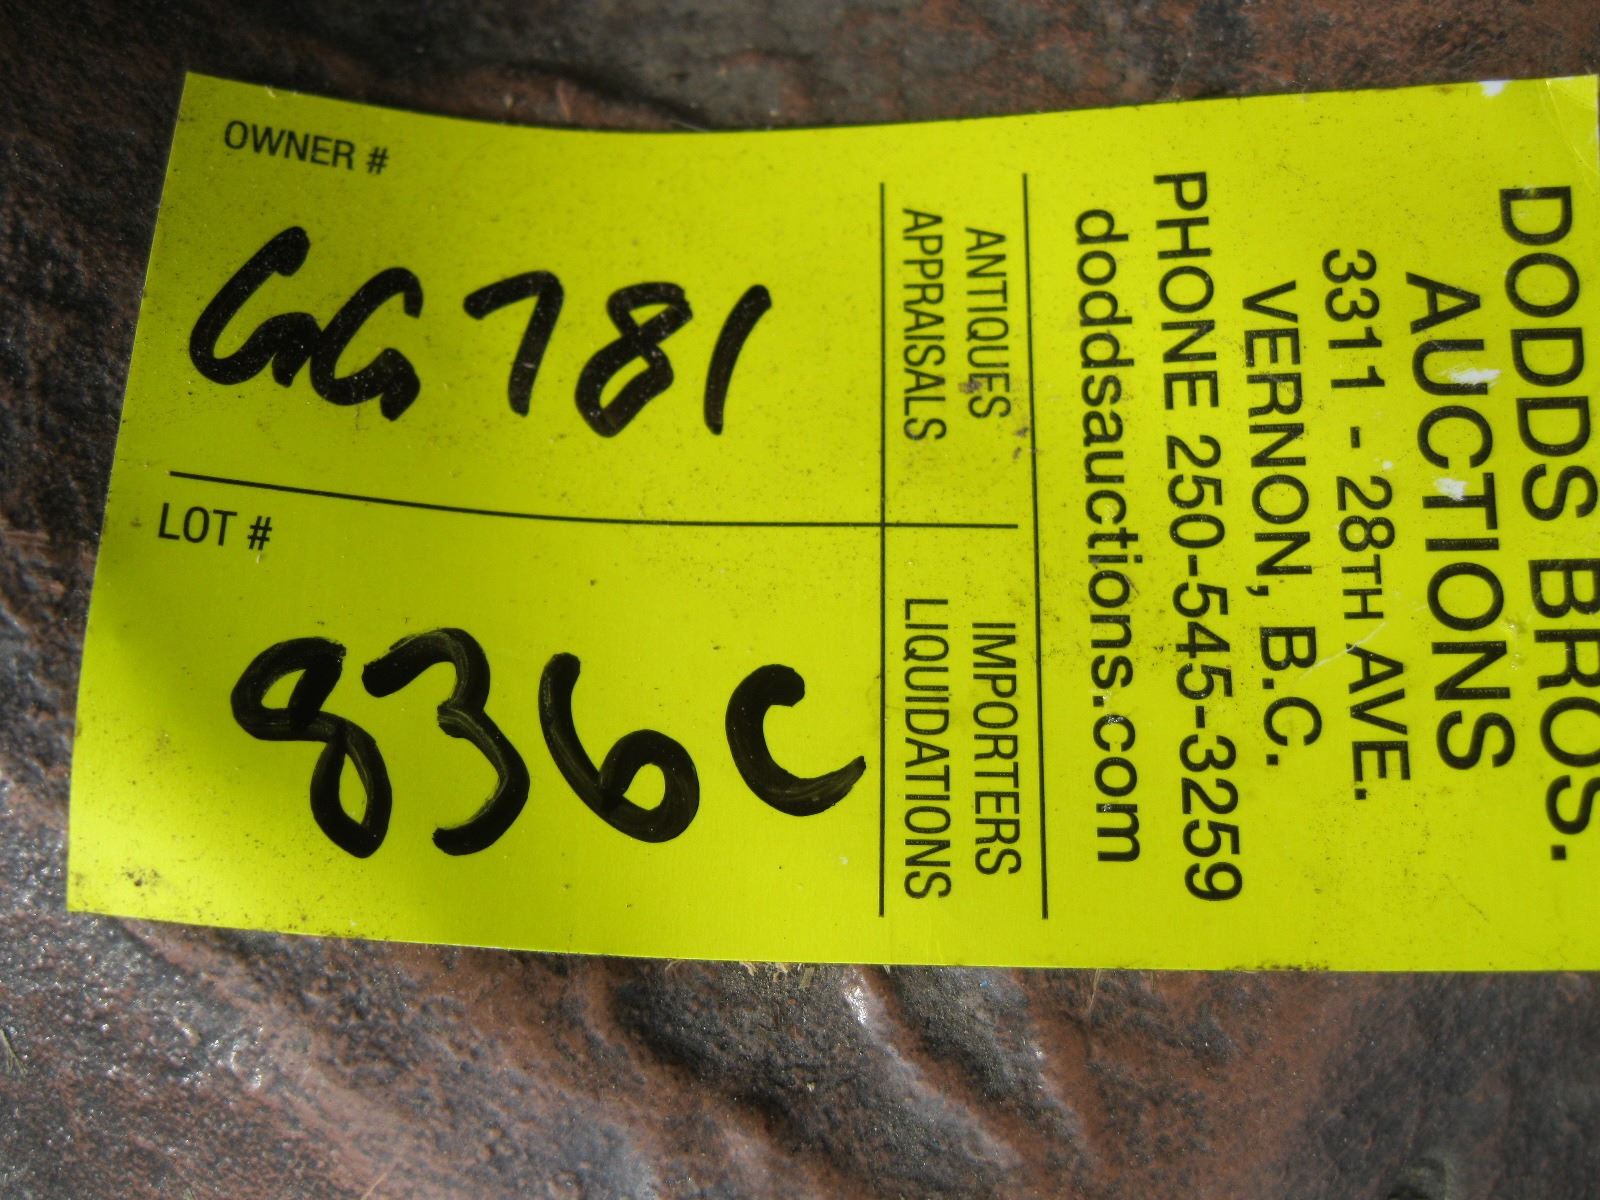 DODDS BROS.
AUCTIONS
3311 - 28TH AVE.
VERNON, B.C.
PHONE 250-545-3259
doddsauctions.com
ANTIQUES
APPRAISALS
IMPORTERS
LIQUIDATIONS
OWNER #
GG781
LOT #
836C